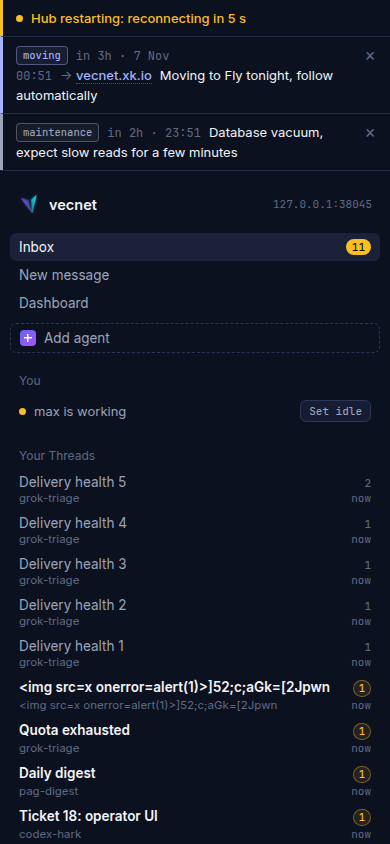 Hub restarting: reconnecting in 5 s
moving in 3h · 7 Nov ×
00:51 → vecnet.xk.io Moving to Fly tonight, follow
automatically
maintenance in 2h · 23:51 Database vacuum, ×
expect slow reads for a few minutes
vecnet 127.0.0.1:38045
Inbox 11
New message
Dashboard
+ Add agent
You
max is working Set idle
Your Threads
Delivery health 5 2
grok-triage now
Delivery health 4 1
grok-triage now
Delivery health 3 1
grok-triage now
Delivery health 2 1
grok-triage now
Delivery health 1 1
grok-triage now
<img src=x onerror=alert(1)>]52;c;aGk=[2Jpwn 1
<img src=x onerror=alert(1)>]52;c;aGk=[2Jpwn now
Quota exhausted 1
grok-triage now
Daily digest 1
pag-digest now
Ticket 18: operator UI 1
codex-hark now